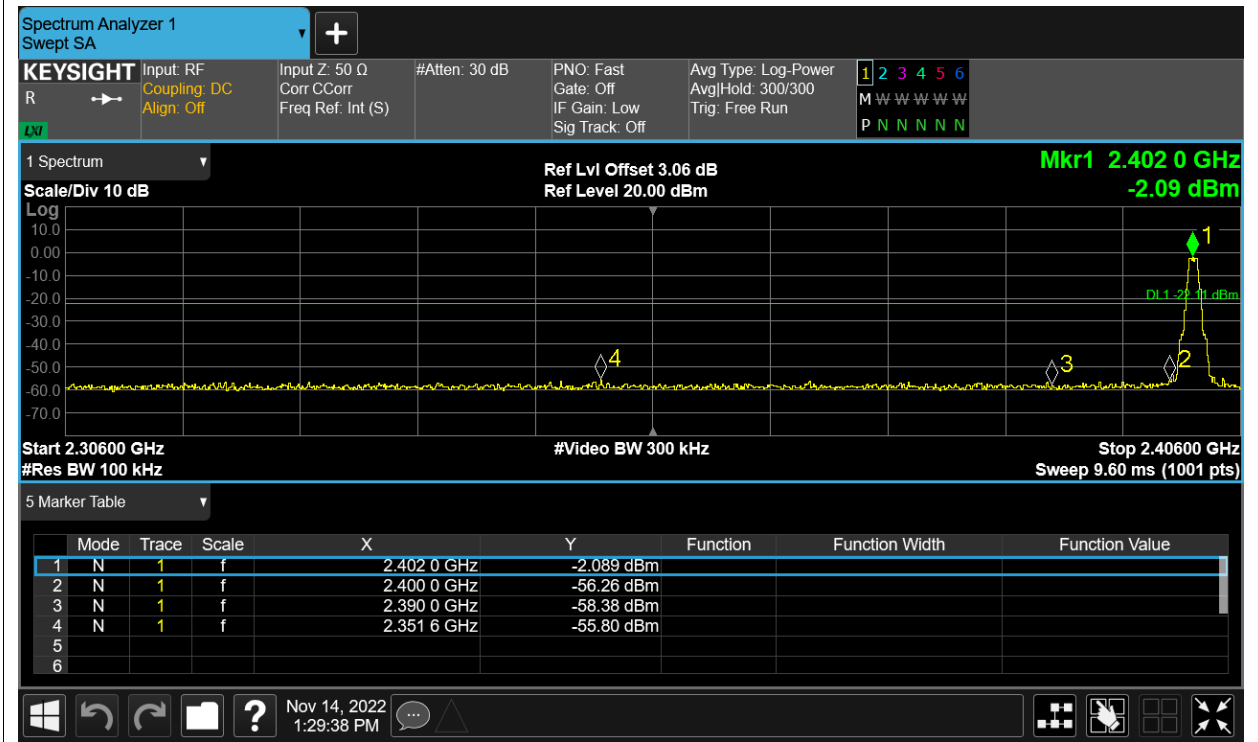 Spectrum Analyzer 1
Swept SA
+
KEYSIGHT
R
LXI
Input: RF
Coupling: DC
Align: Off
Input Z: 50 Ω
Corr CCorr
Freq Ref: Int (S)
#Atten: 30 dB
PNO: Fast
Gate: Off
IF Gain: Low
Sig Track: Off
Avg Type: Log-Power
Avg|Hold: 300/300
Trig: Free Run
1 2 3 4 5 6
M W W W W W
P N N N N N
1 Spectrum
Scale/Div 10 dB
Ref Lvl Offset 3.06 dB
Ref Level 20.00 dBm
Mkr1 2.402 0 GHz
-2.09 dBm
Log
10.0
0.00
-10.0
-20.0
-30.0
-40.0
-50.0
-60.0
-70.0
1
DL1 -22.11 dBm
4
3
2
Start 2.30600 GHz
#Res BW 100 kHz
#Video BW 300 kHz
Stop 2.40600 GHz
Sweep 9.60 ms (1001 pts)
5 Marker Table
Mode Trace Scale X Y Function Function Width Function Value
1 N 1 f 2.402 0 GHz -2.089 dBm
2 N 1 f 2.400 0 GHz -56.26 dBm
3 N 1 f 2.390 0 GHz -58.38 dBm
4 N 1 f 2.351 6 GHz -55.80 dBm
5
6
?
Nov 14, 2022
1:29:38 PM